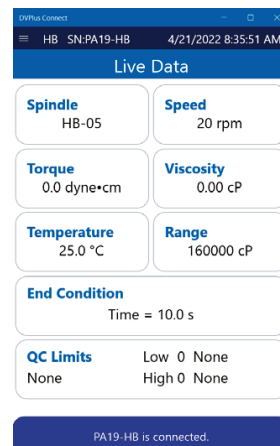 DVPlus Connect
HB SN:PA19-HB 4/21/2022 8:35:51 AM
Live Data
Spindle Speed
HB-05 20 rpm
Torque Viscosity
0.0 dyne•cm 0.00 cP
Temperature Range
25.0 °C 160000 cP
End Condition
Time = 10.0 s
QC Limits Low 0 None
None High 0 None
PA19-HB is connected.